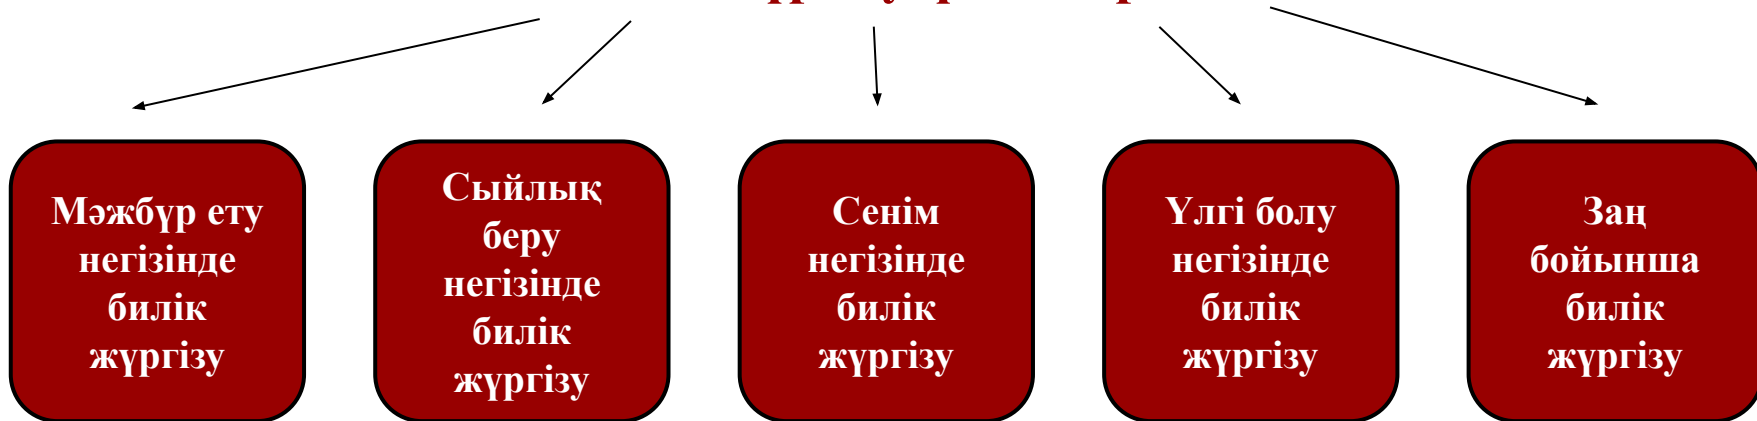 Мәжбүр ету
негізінде
билік
жүргізу
Сыйлық
беру
негізінде
билік
жүргізу
Сенім
негізінде
билік
жүргізу
Үлгі болу
негізінде
билік
жүргізу
Заң
бойынша
билік
жүргізу